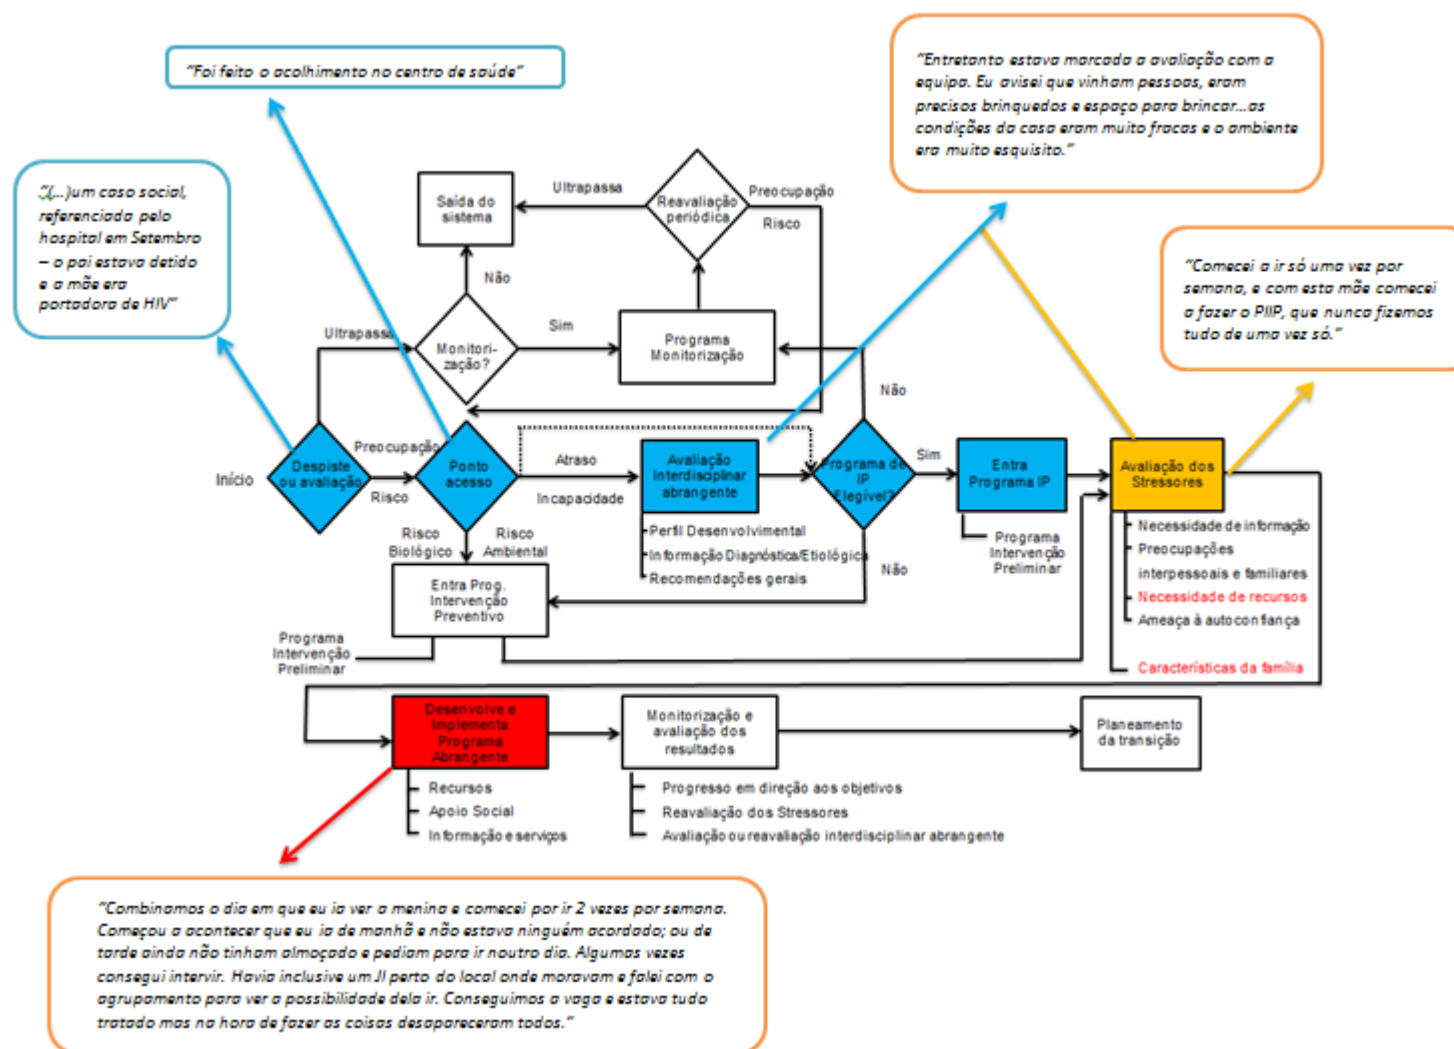 "Foi feito o acolhimento no centro de saúde"
"Entretanto estava marcada a avaliação com a
equipa. Eu avisei que vinham pessoas, eram
precisos brinquedos e espaço para brincar...as
condições da casa eram muito fracas e o ambiente
era muito esquisito."
"(...)um caso social,
referenciada pelo
hospital em Setembro
– o pai estava detido
e a mãe era
portadora de HIV"
"Comecei a ir só uma vez por
semana, e com esta mãe comecei
a fazer o PIIP, que nunca fizemos
tudo de uma vez só."
Saída do
sistema
Ultrapassa
Reavaliação
periódica
Preocupação
Risco
Não
Ultrapassa
Monitori-
zação?
Sim
Programa
Monitorização
Não
Início
Despiste
ou avaliação
Preocupação
Risco
Ponto
acesso
Atraso
Incapacidade
Avaliação
Interdisciplinar
abrangente
Programa de
IP
Elegível?
Sim
Entra
Programa IP
Avaliação dos
Stressores
Risco
Biológico
Risco
Ambiental
Perfil Desenvolvimental
Informação Diagnóstica/Etiológica
Recomendações gerais
Não
Programa
Intervenção
Preliminar
Necessidade de informação
Preocupações
interpessoais e familiares
Necessidade de recursos
Ameaça à autoconfiança
Características da família
Entra Prog.
Intervenção
Preventivo
Programa
Intervenção
Preliminar
Desenvolve e
Implementa
Programa
Abrangente
Monitorização e
avaliação dos
resultados
Planeamento
da transição
Recursos
Apoio Social
Informação e serviços
Progresso em direção aos objetivos
Reavaliação dos Stressores
Avaliação ou reavaliação interdisciplinar abrangente
"Combinamos o dia em que eu ia ver a menina e comecei por ir 2 vezes por semana.
Começou a acontecer que eu ia de manhã e não estava ninguém acordado; ou de
tarde ainda não tinham almoçado e pediam para ir noutro dia. Algumas vezes
consegui intervir. Havia inclusive um JI perto do local onde moravam e falei com o
agrupamento para ver a possibilidade dela ir. Conseguimos a vaga e estava tudo
tratado mas na hora de fazer as coisas desapareceram todos."